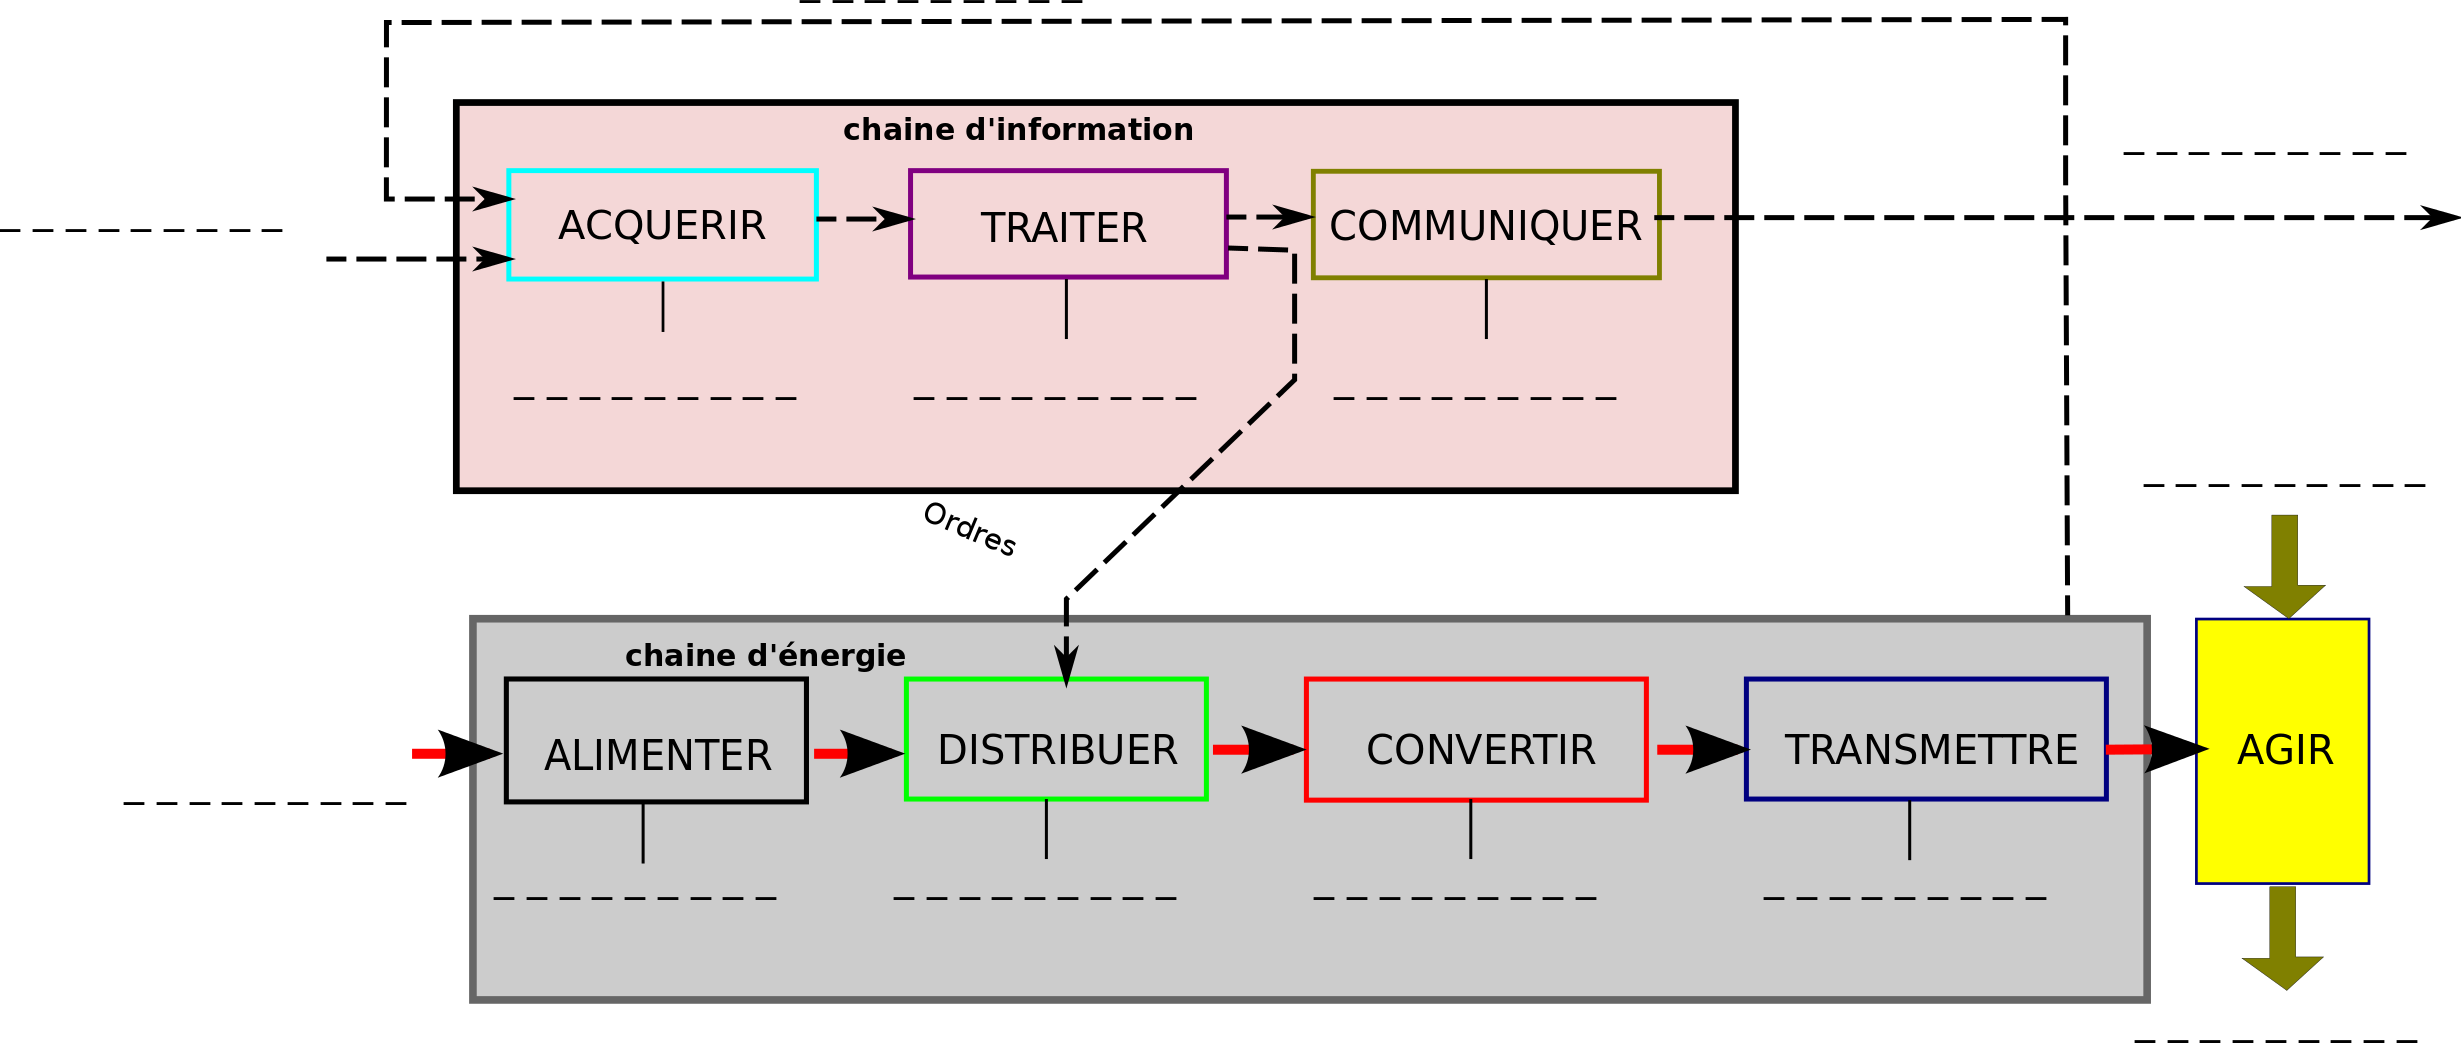 chaine d'information
ACQUERIR
TRAITER
COMMUNIQUER
Ordres
chaine d'énergie
ALIMENTER
DISTRIBUER
CONVERTIR
TRANSMETTRE
AGIR